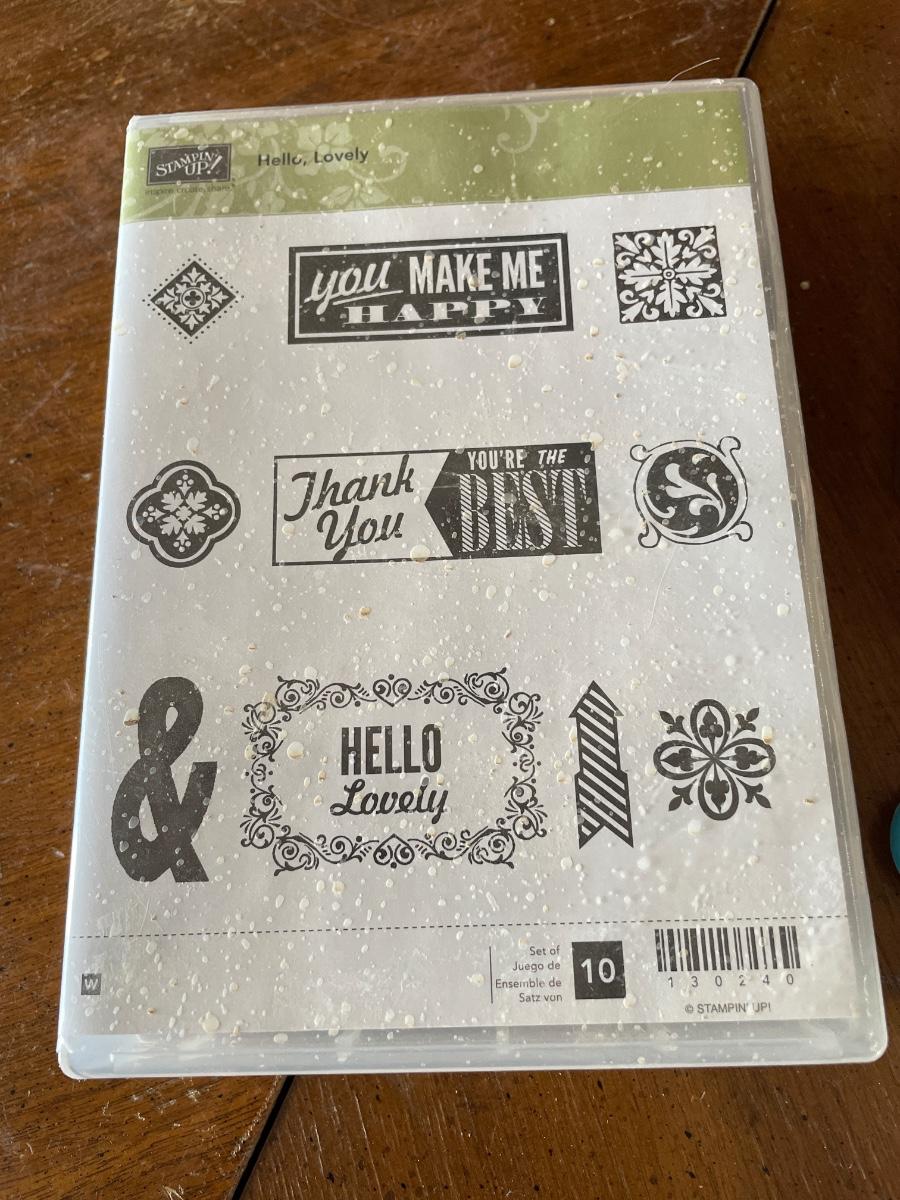 STAMPIN' UP!
inspire. create. share.
Hello, Lovely
you MAKE ME
HAPPY
Thank
You
YOU'RE THE
BEST
&
HELLO
Lovely
W
Set of
Juego de
Ensemble de
Satz von
10
130240
© STAMPIN' UP!